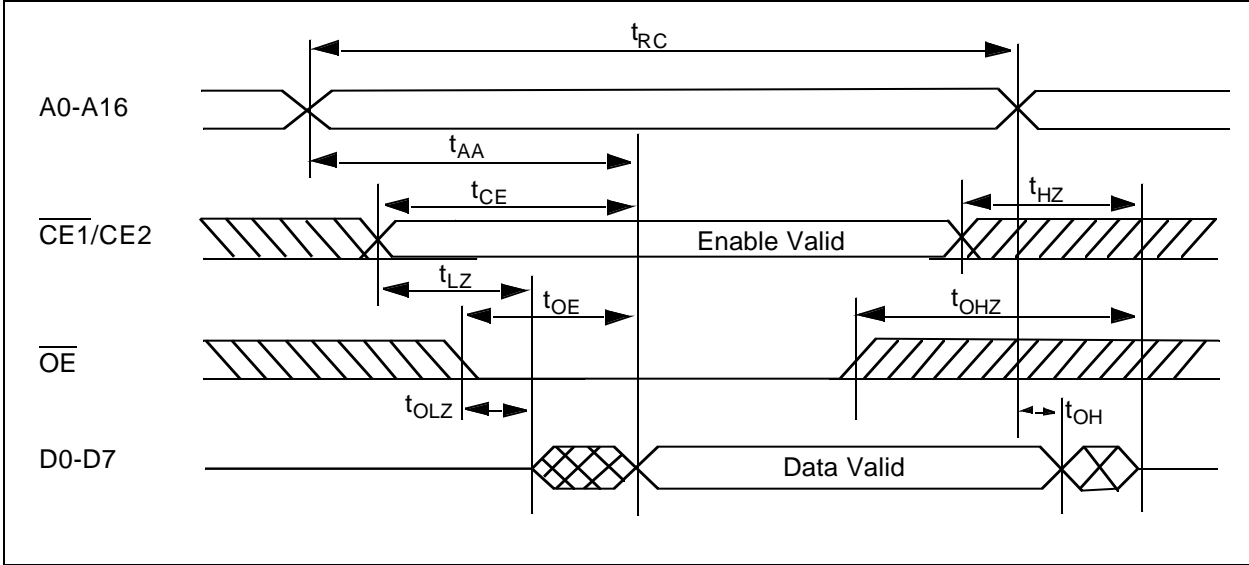 tRC
A0-A16
tAA
tCE
tHZ
CE1/CE2
Enable Valid
tLZ
tOE
tOHZ
OE
tOLZ
tOH
D0-D7
Data Valid